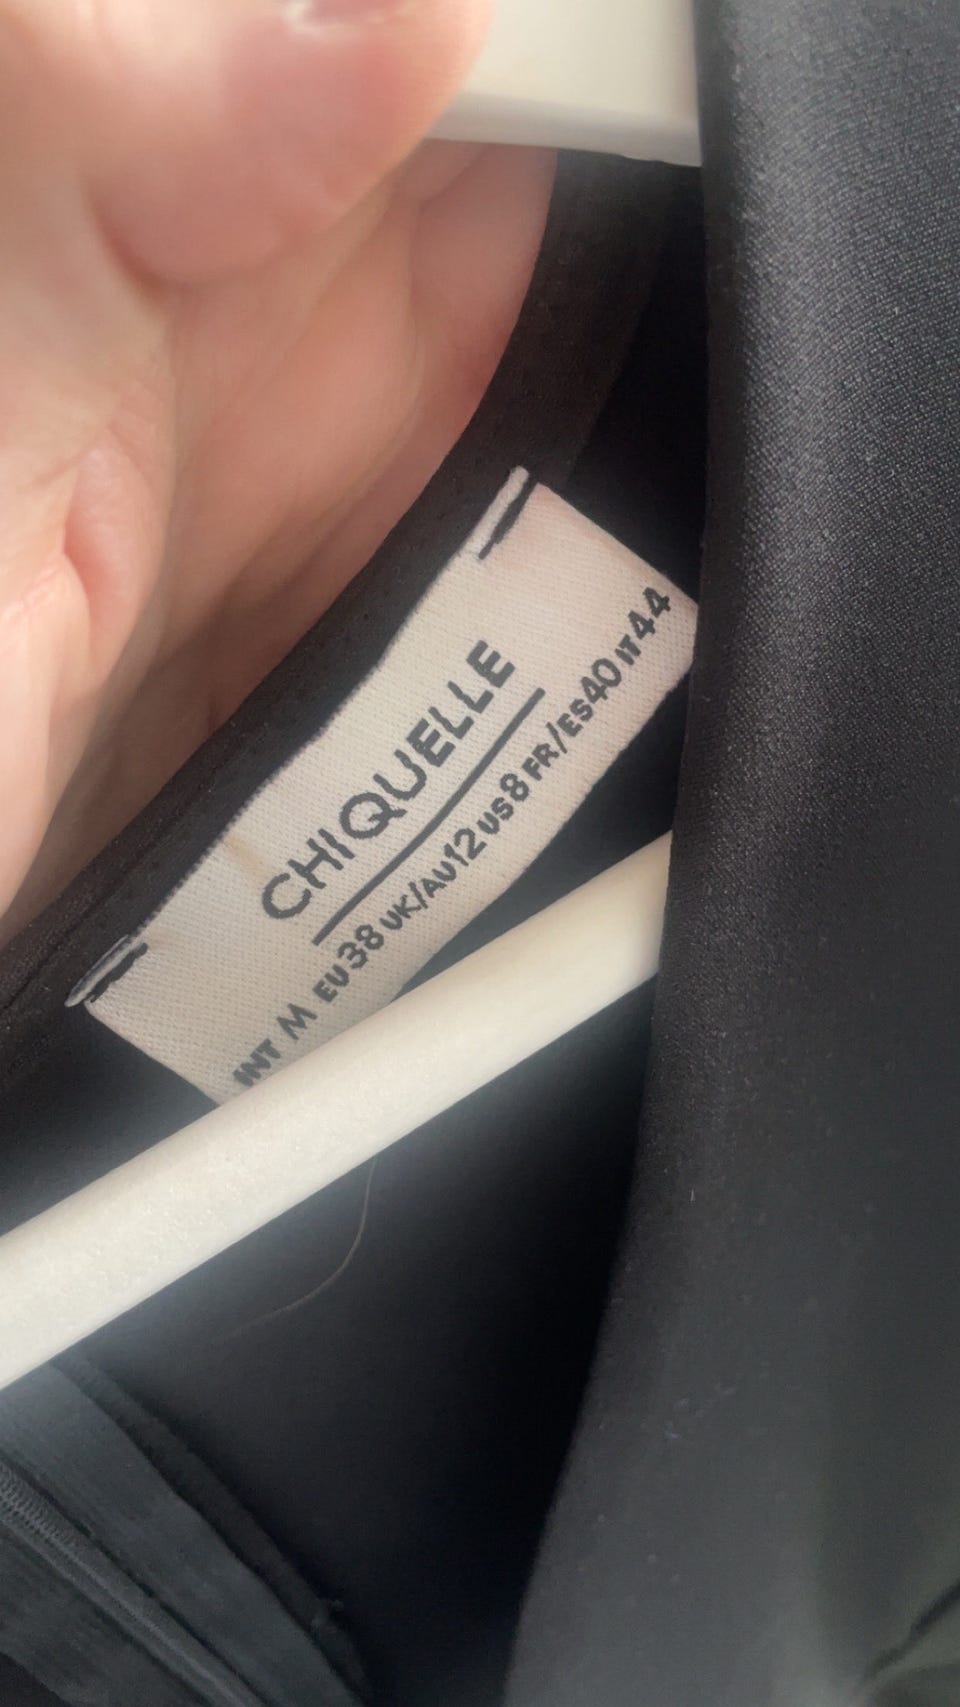 CHIQUELLE
INT M EU38 UK/AU12 US8 FR/ES40 IT44